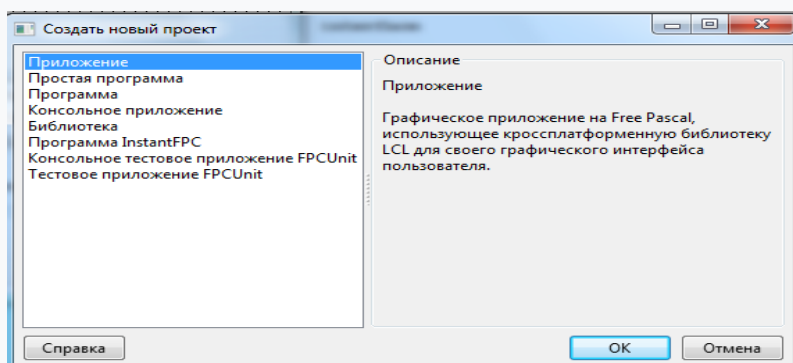 Создать новый проект
Приложение
Простая программа
Программа
Консольное приложение
Библиотека
Программа InstantFPC
Консольное тестовое приложение FPCUnit
Тестовое приложение FPCUnit
Описание
Приложение
Графическое приложение на Free Pascal,
использующее кроссплатформенную библиотеку
LCL для своего графического интерфейса
пользователя.
Справка
OK
Отмена